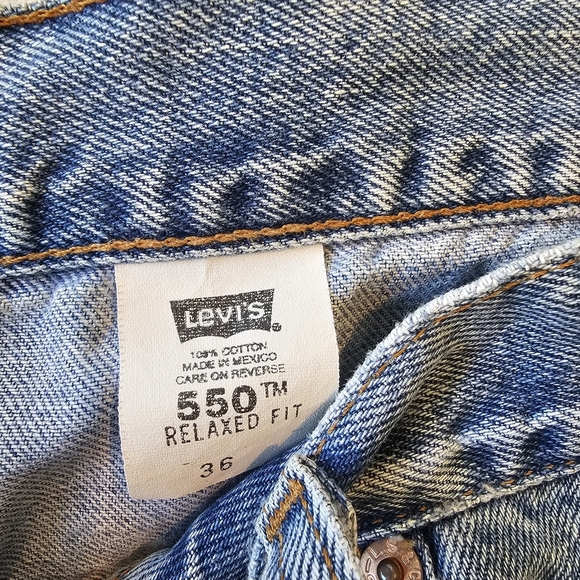 LEVI'S
100% COTTON
MADE IN MEXICO
CARE ON REVERSE
550™
RELAXED FIT
36